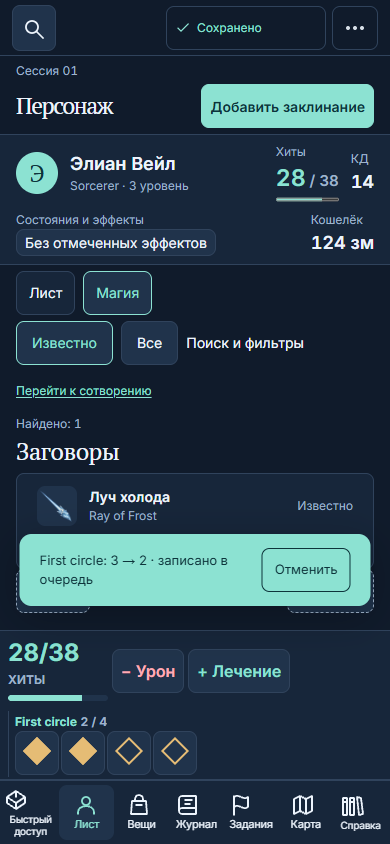 Сохранено
Сессия 01
Персонаж
Добавить заклинание
Э
Элиан Вейл
Sorcerer · 3 уровень
Хиты
28 / 38
КД
14
Состояния и эффекты
Без отмеченных эффектов
Кошелёк
124 зм
Лист
Магия
Известно
Все
Поиск и фильтры
Перейти к сотворению
Найдено: 1
Заговоры
Луч холода
Ray of Frost
Известно
First circle: 3 → 2 · записано в
очередь
Отменить
28/38
ХИТЫ
− Урон
+ Лечение
First circle 2 / 4
Быстрый
доступ
Лист
Вещи
Журнал
Задания
Карта
Справка